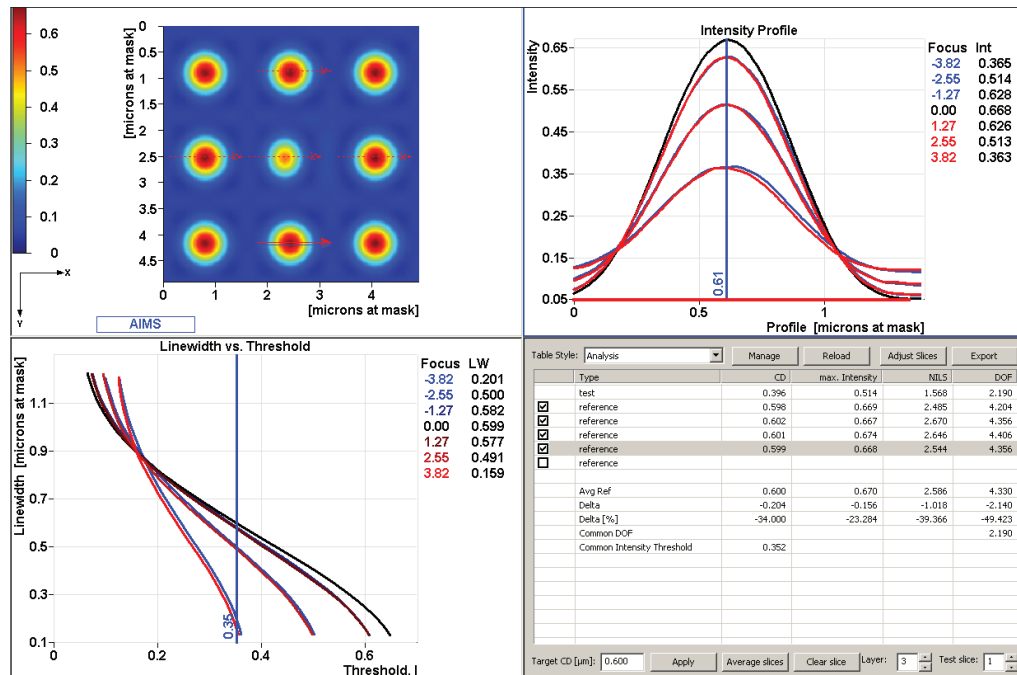 0.6
0.5
0.4
0.3
0.2
0.1
0
X
Y
0
0.5
1
1.5
2
2.5
3
3.5
4
4.5
[microns at mask]
0 1 2 3 4
[microns at mask]
AIMS
Intensity Profile
Intensity
0.65
0.55
0.45
0.35
0.25
0.15
0.05
0.61
0 0.5 1
Profile [microns at mask]
Focus Int
-3.82 0.365
-2.55 0.514
-1.27 0.628
0.00 0.668
1.27 0.626
2.55 0.513
3.82 0.363
Linewidth vs. Threshold
Linewidth [microns at mask]
1.1
0.9
0.7
0.5
0.3
0.1
0.35
0 0.2 0.4 0.6
Threshold, I
Focus LW
-3.82 0.201
-2.55 0.500
-1.27 0.582
0.00 0.599
1.27 0.577
2.55 0.491
3.82 0.159
Table Style: Analysis Manage Reload Adjust Slices Export
Type CD max. Intensity NILS DOF
test 0.396 0.514 1.568 2.190
reference 0.598 0.669 2.485 4.204
reference 0.602 0.667 2.670 4.356
reference 0.601 0.674 2.646 4.406
reference 0.599 0.668 2.544 4.356
reference
Avg Ref 0.600 0.670 2.586 4.330
Delta -0.204 -0.156 -1.018 -2.140
Delta [%] -34.000 -23.284 -39.366 -49.423
Common DOF 2.190
Common Intensity Threshold 0.352
Target CD [µm]: 0.600 Apply Average slices Clear slice Layer: 3 Test slice: 1